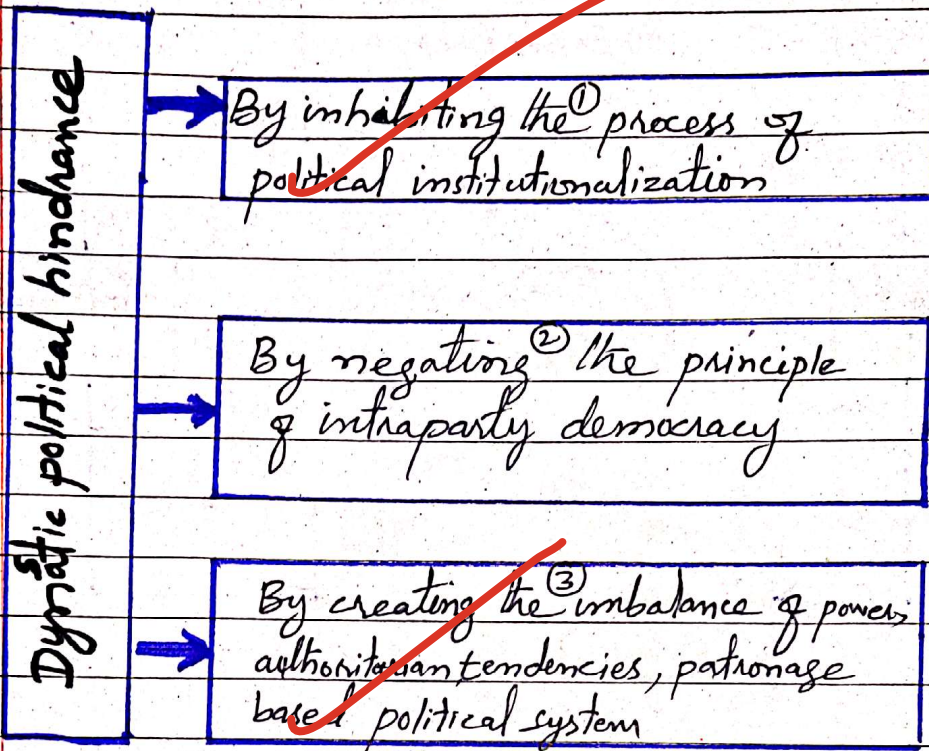 Dynastic political hindrance
By inhibiting the ① process of
political institutionalization
By negating ② the principle
of intraparty democracy
By creating the ③ imbalance of power,
authoritarian tendencies, patronage
based political system